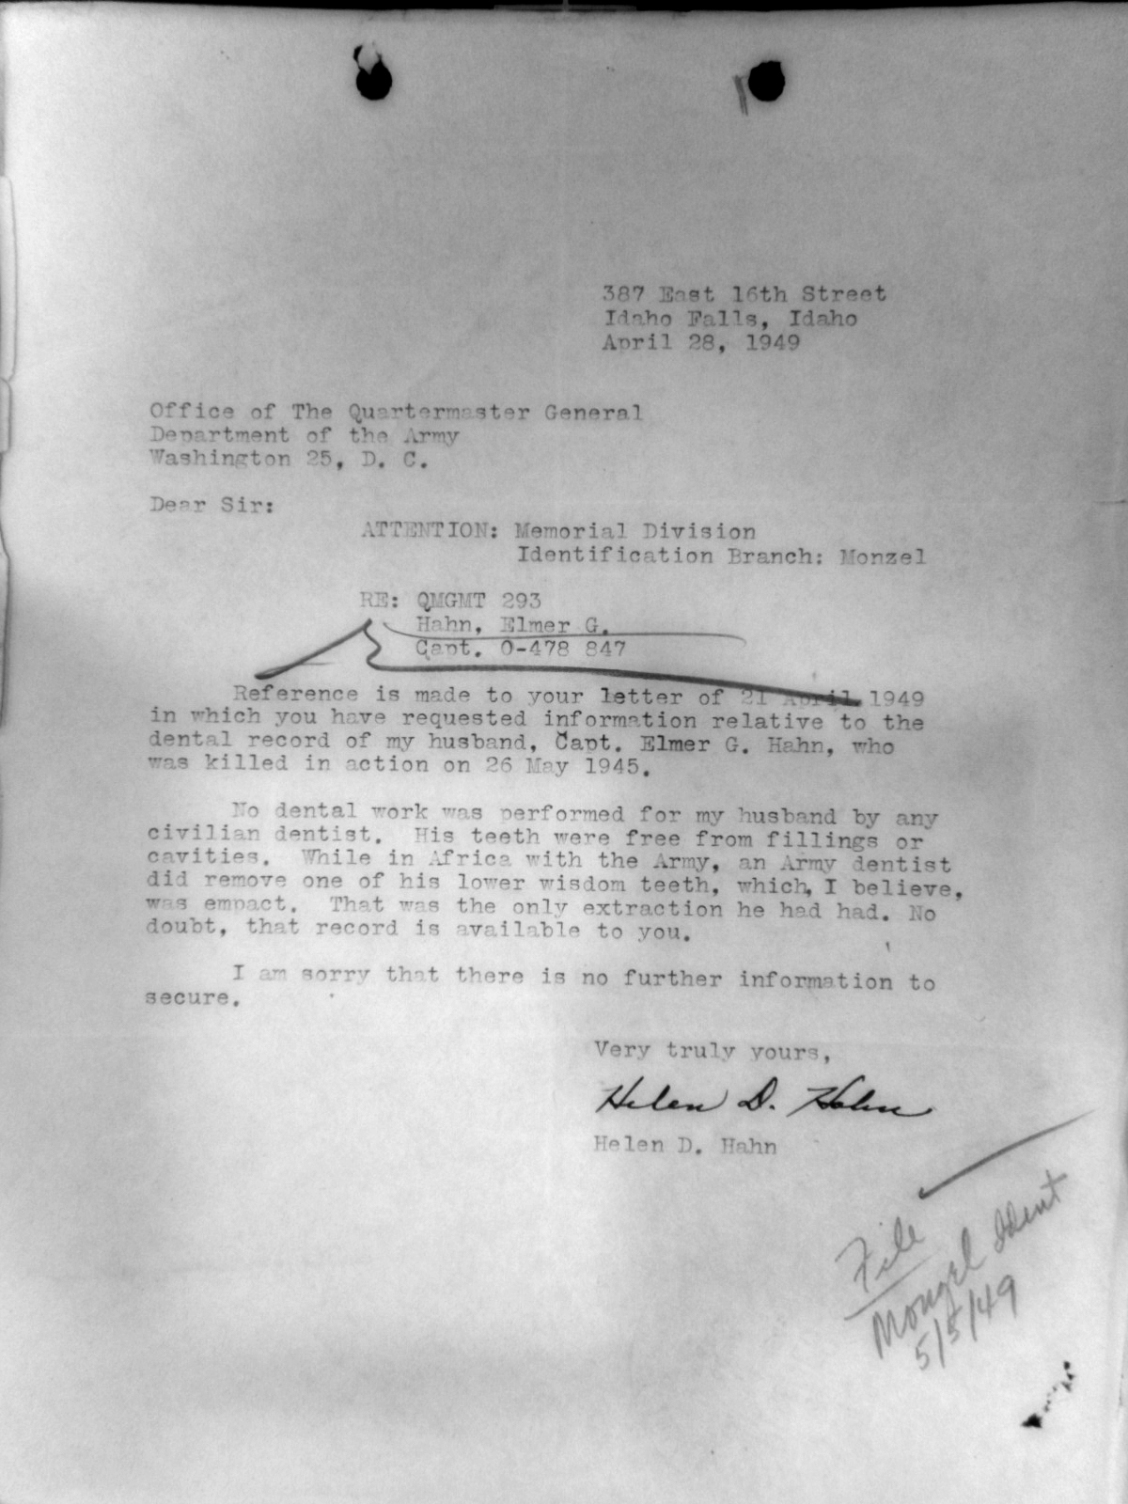 387 East 16th Street
Idaho Falls, Idaho
April 28, 1949
Office of The Quartermaster General
Department of the Army
Washington 25, D. C.
Dear Sir:
ATTENTION: Memorial Division
Identification Branch: Monzel
RE: QMGMT 293
Hahn, Elmer G.
Capt. O-478 847
Reference is made to your letter of 21 April 1949
in which you have requested information relative to the
dental record of my husband, Capt. Elmer G. Hahn, who
was killed in action on 26 May 1945.
No dental work was performed for my husband by any
civilian dentist. His teeth were free from fillings or
cavities. While in Africa with the Army, an Army dentist
did remove one of his lower wisdom teeth, which, I believe,
was empact. That was the only extraction he had had. No
doubt, that record is available to you.
I am sorry that there is no further information to
secure.
Very truly yours,
Helen D. Hahn
Helen D. Hahn
File
Monzel Ident
5/5/49